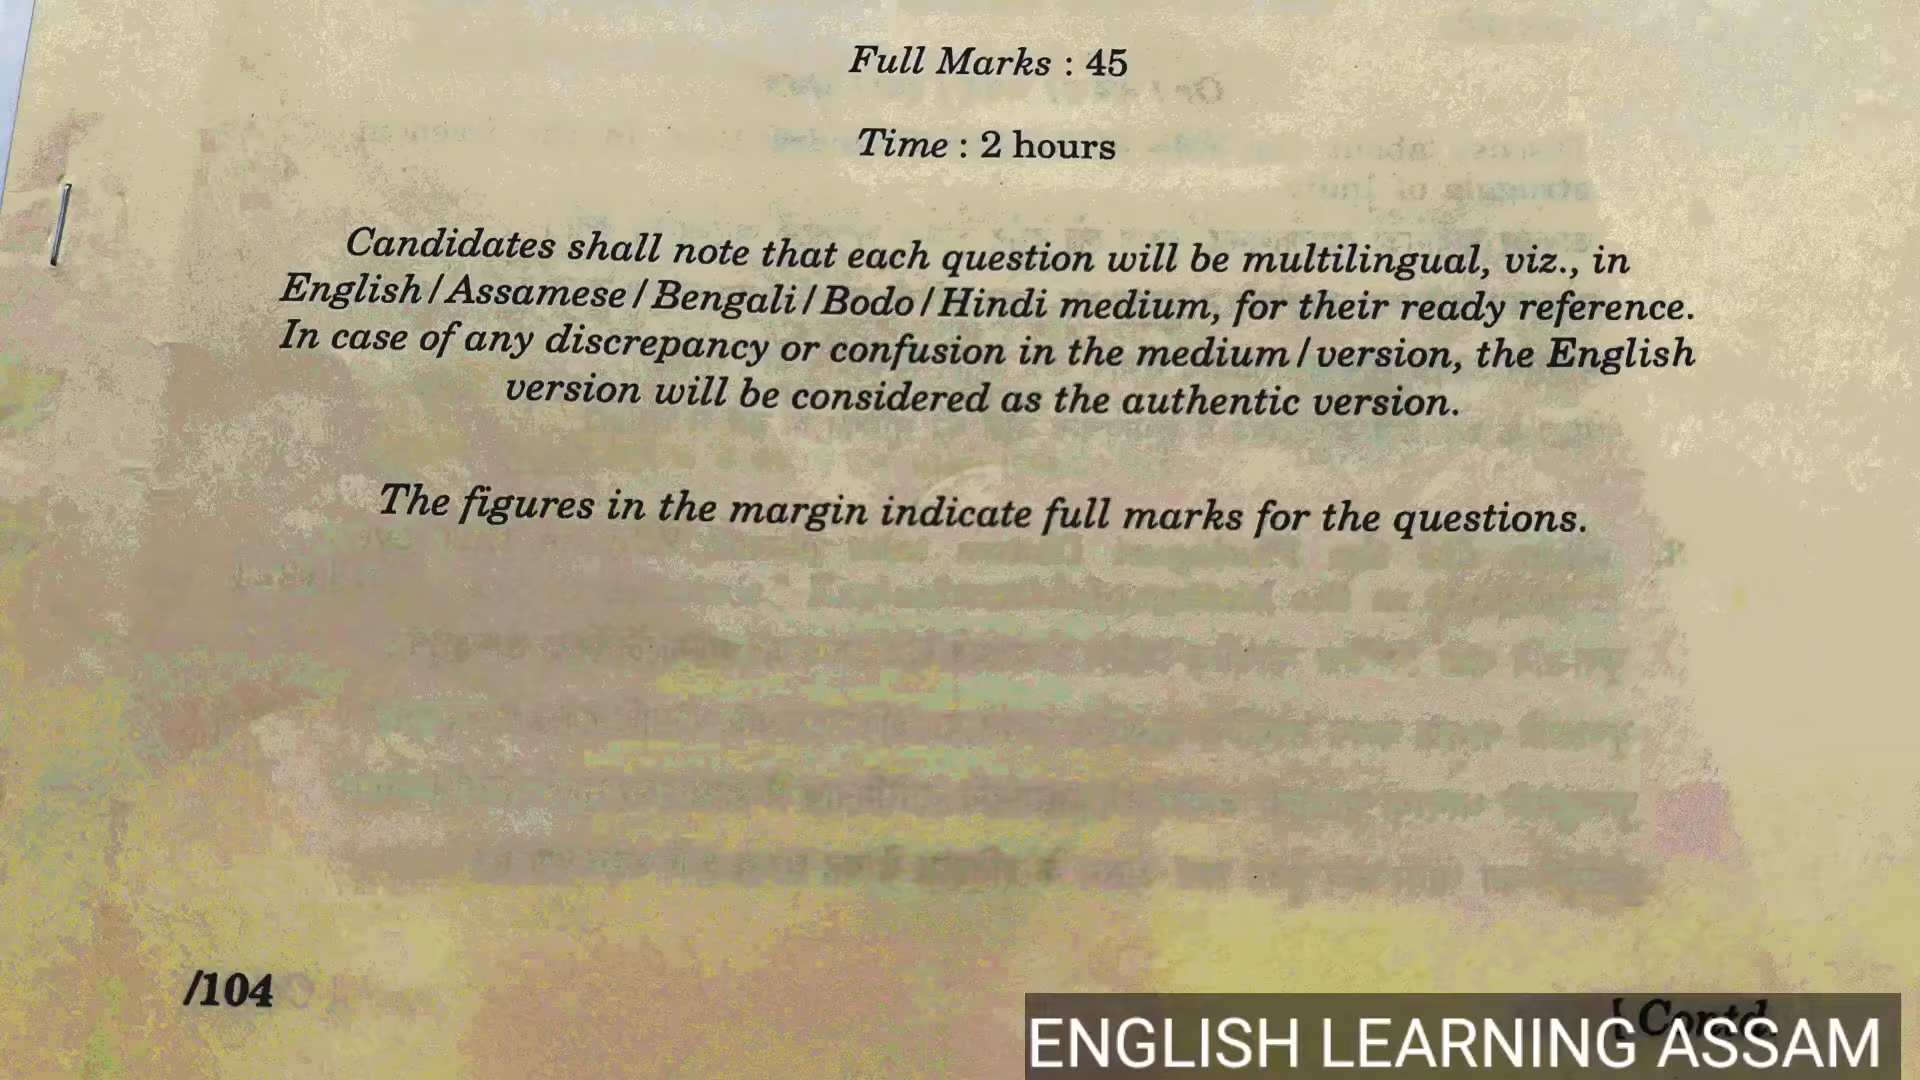 Full Marks : 45
Time : 2 hours
Candidates shall note that each question will be multilingual, viz., in
English / Assamese / Bengali / Bodo / Hindi medium, for their ready reference.
In case of any discrepancy or confusion in the medium / version, the English
version will be considered as the authentic version.
The figures in the margin indicate full marks for the questions.
/104
[ Contd.
ENGLISH LEARNING ASSAM